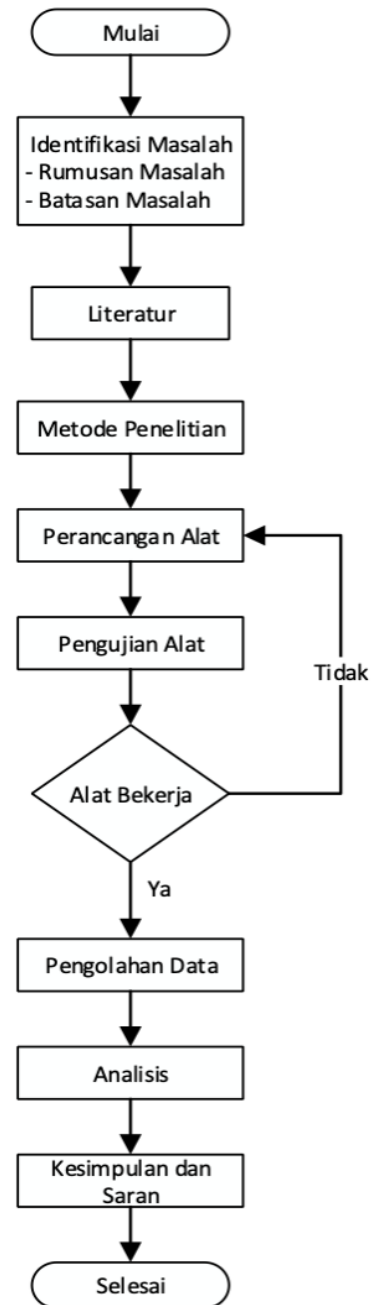 Mulai
Identifikasi Masalah
- Rumusan Masalah
- Batasan Masalah
Literatur
Metode Penelitian
Perancangan Alat
Pengujian Alat
Tidak
Alat Bekerja
Ya
Pengolahan Data
Analisis
Kesimpulan dan
Saran
Selesai